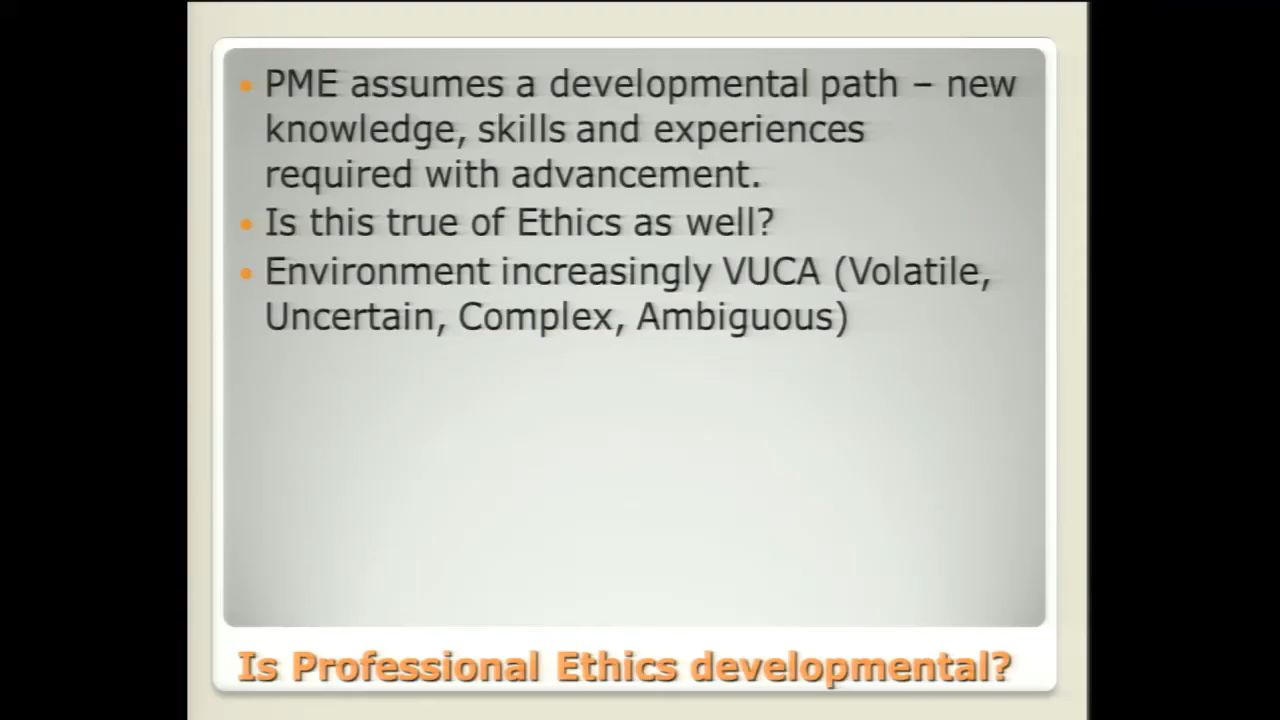 • PME assumes a developmental path – new
knowledge, skills and experiences
required with advancement.
• Is this true of Ethics as well?
• Environment increasingly VUCA (Volatile,
Uncertain, Complex, Ambiguous)
Is Professional Ethics developmental?